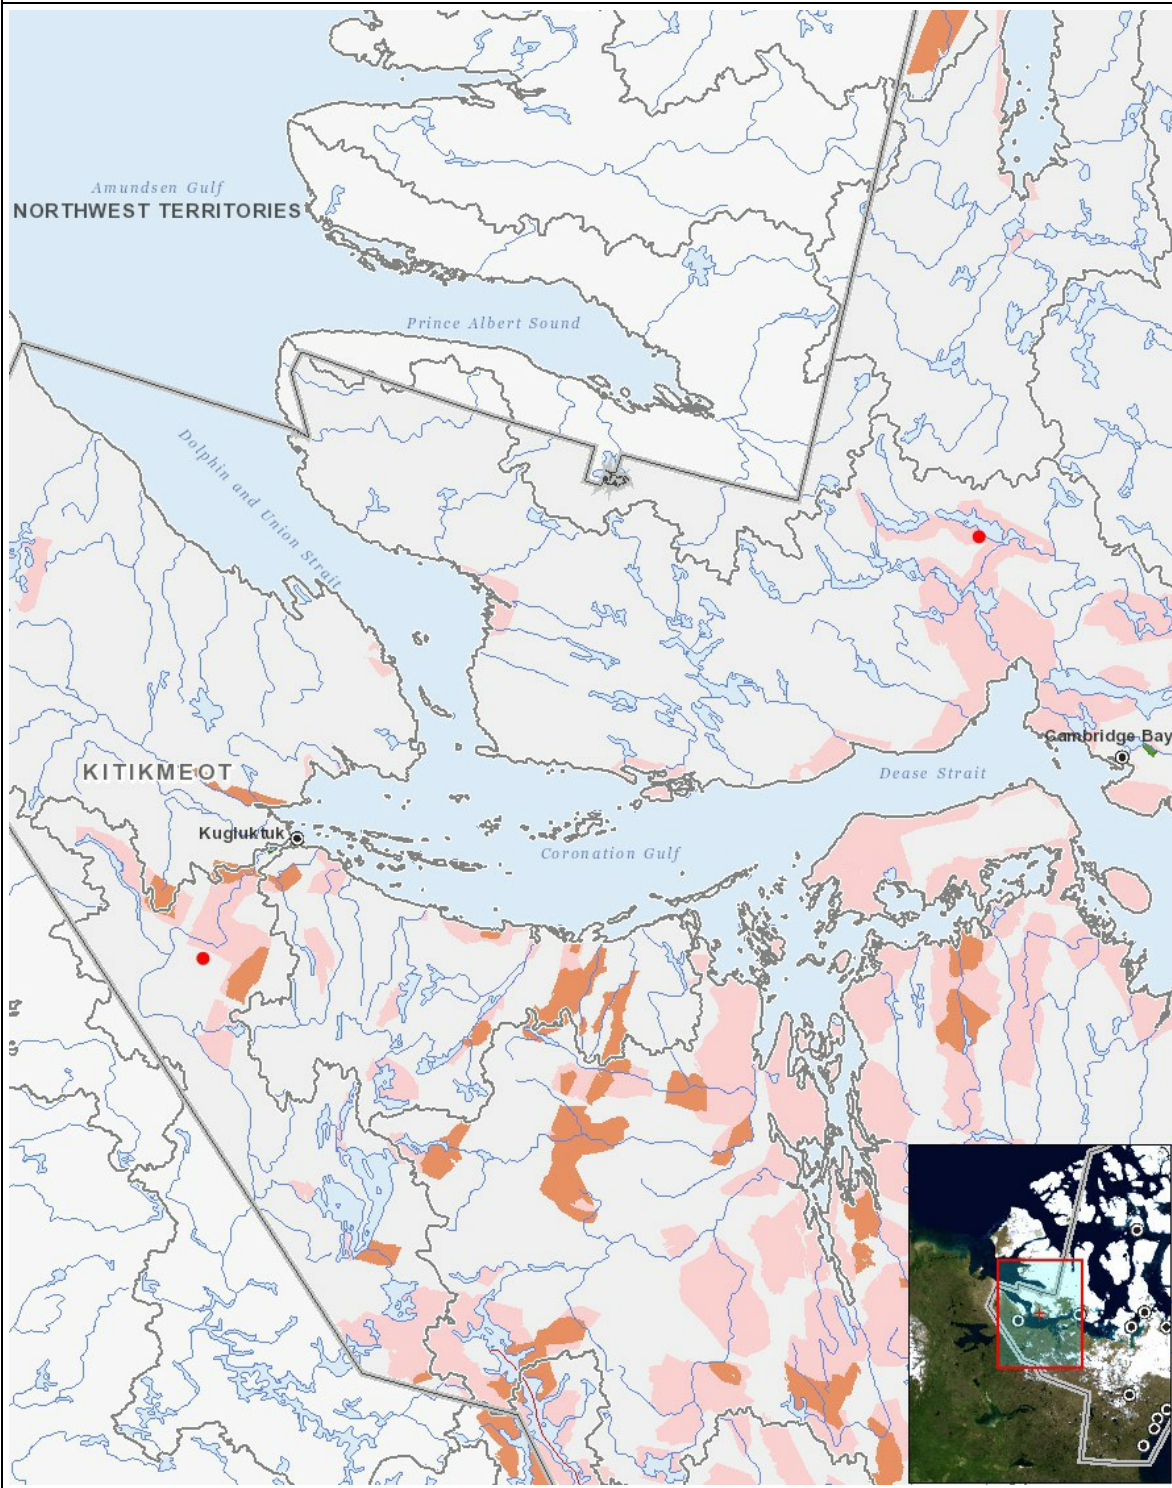 Amundsen Gulf
NORTHWEST TERRITORIES
Prince Albert Sound
Dolphin and Union Strait
Cambridge Bay
Dease Strait
KITIKMEOT
Kugluktuk
Coronation Gulf